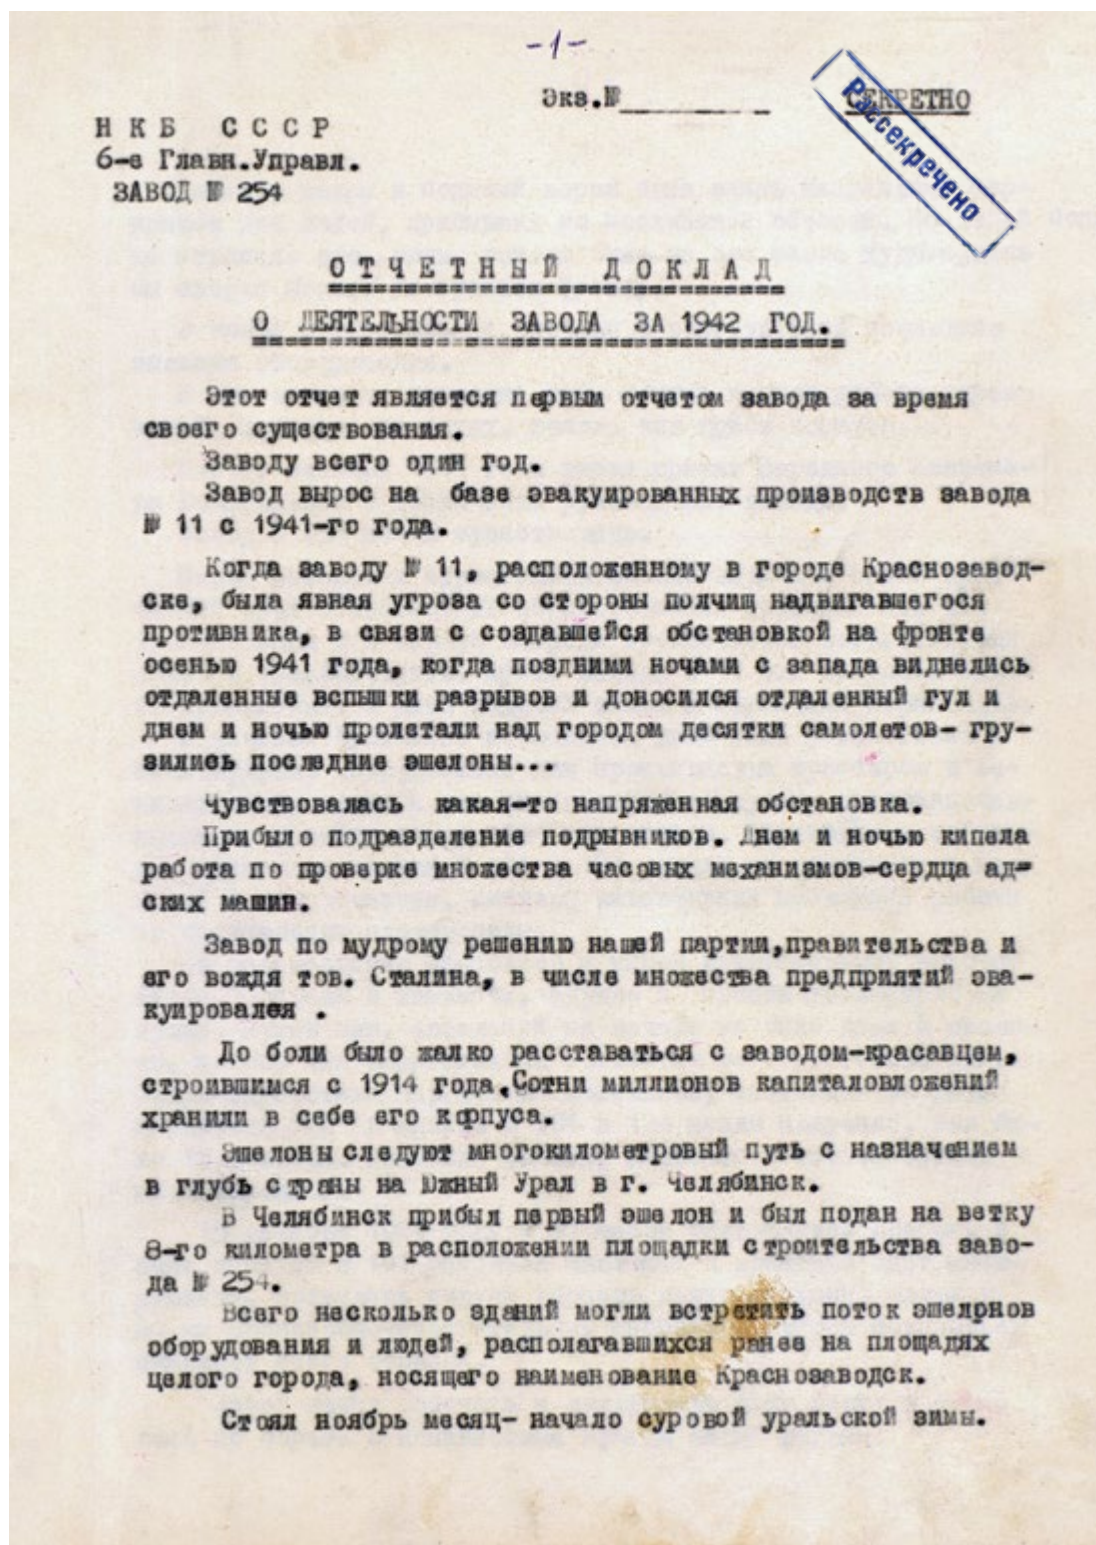 -1-
Экз.№ СЕКРЕТНО
Рассекречено
НКБ СССР
6-е Главн.Управл.
ЗАВОД № 254
ОТЧЕТНЫЙ ДОКЛАД
О ДЕЯТЕЛЬНОСТИ ЗАВОДА ЗА 1942 ГОД.
Этот отчет является первым отчетом завода за время
своего существования.
Заводу всего один год.
Завод вырос на базе эвакуированных производств завода
№ 11 с 1941-го года.
Когда заводу № 11, расположенному в городе Краснозавод-
ске, была явная угроза со стороны полчищ надвигавшегося
противника, в связи с создавшейся обстановкой на фронте
осенью 1941 года, когда поздними ночами с запада виднелись
отдаленные вспышки разрывов и доносился отдаленный гул и
днем и ночью пролетали над городом десятки самолетов- гру-
зились последние эшелоны...
Чувствовалась какая-то напряженная обстановка.
Прибыло подразделение подрывников. Днем и ночью кипела
работа по проверке множества часовых механизмов-сердца ад-
ских машин.
Завод по мудрому решению нашей партии,правительства и
его вождя тов. Сталина, в числе множества предприятий эва-
куировался .
До боли было жалко расставаться с заводом-красавцем,
строившимся с 1914 года.Сотни миллионов капиталовложений
хранили в себе его корпуса.
Эшелоны следуют многокилометровый путь с назначением
в глубь страны на Южный Урал в г. Челябинск.
В Челябинск прибыл первый эшелон и был подан на ветку
8-го километра в расположении площадки строительства заво-
да № 254.
Всего несколько зданий могли встретить поток эшелонов
оборудования и людей, располагавшихся ранее на площадях
целого города, носящего наименование Краснозаводск.
Стоял ноябрь месяц- начало суровой уральской зимы.